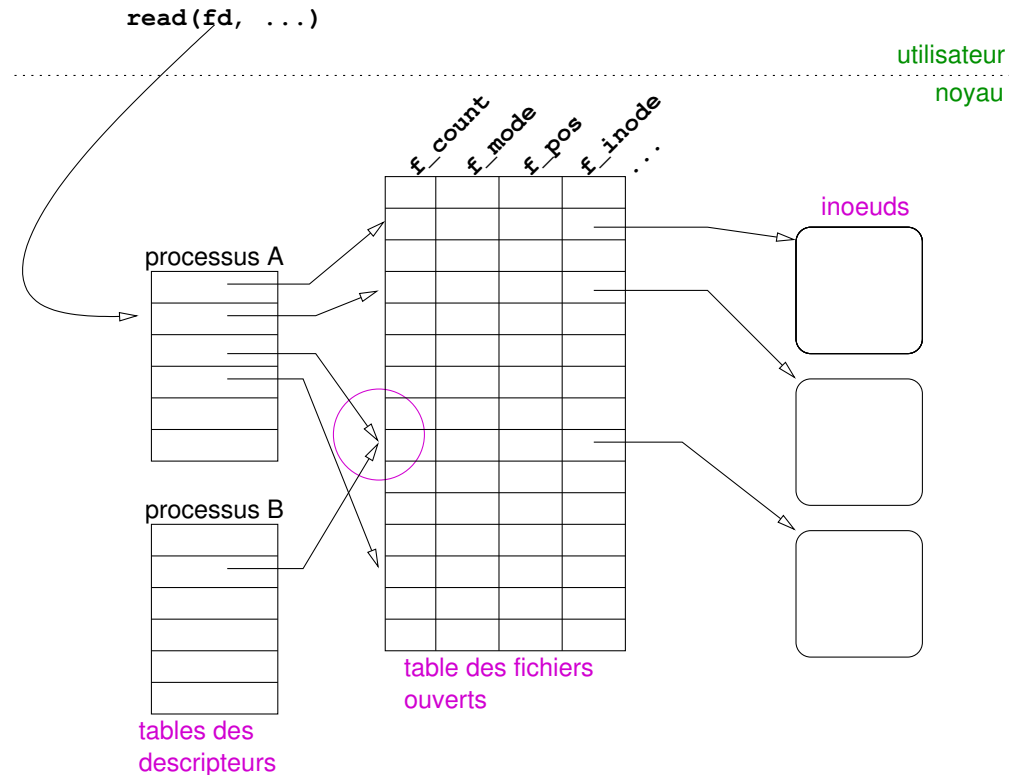 read(fd, ...)
utilisateur
noyau
f_count
f_mode
f_pos
f_inode
...
inoeuds
processus A
processus B
table des fichiers
ouverts
tables des
descripteurs